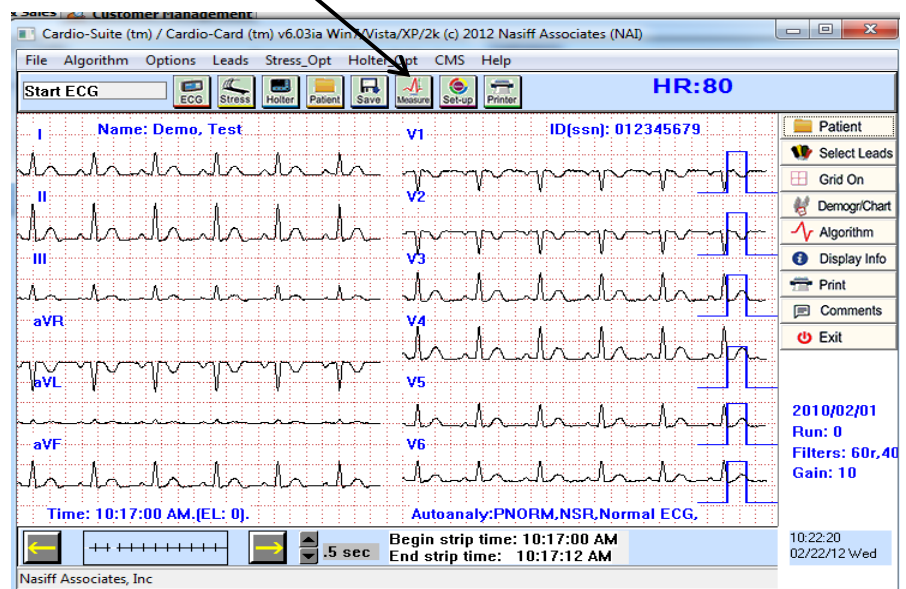 & Sales Customer Management
Cardio-Suite (tm) / Cardio-Card (tm) v6.03ia Win7/Vista/XP/2k (c) 2012 Nasiff Associates (NAI)
File Algorithm Options Leads Stress_Opt Holter_Opt CMS Help
Start ECG
ECG Stress Holter Patient Save Measure Set-up Printer
HR:80
Name: Demo, Test
ID(ssn): 012345679
I
V1
II
V2
III
V3
aVR
V4
aVL
V5
aVF
V6
Time: 10:17:00 AM.(EL: 0).
Autoanaly:PNORM,NSR,Normal ECG,
Patient
Select Leads
Grid On
Demogr/Chart
Algorithm
Display Info
Print
Comments
Exit
2010/02/01
Run: 0
Filters: 60r,40
Gain: 10
.5 sec
Begin strip time: 10:17:00 AM
End strip time: 10:17:12 AM
10:22:20
02/22/12 Wed
Nasiff Associates, Inc